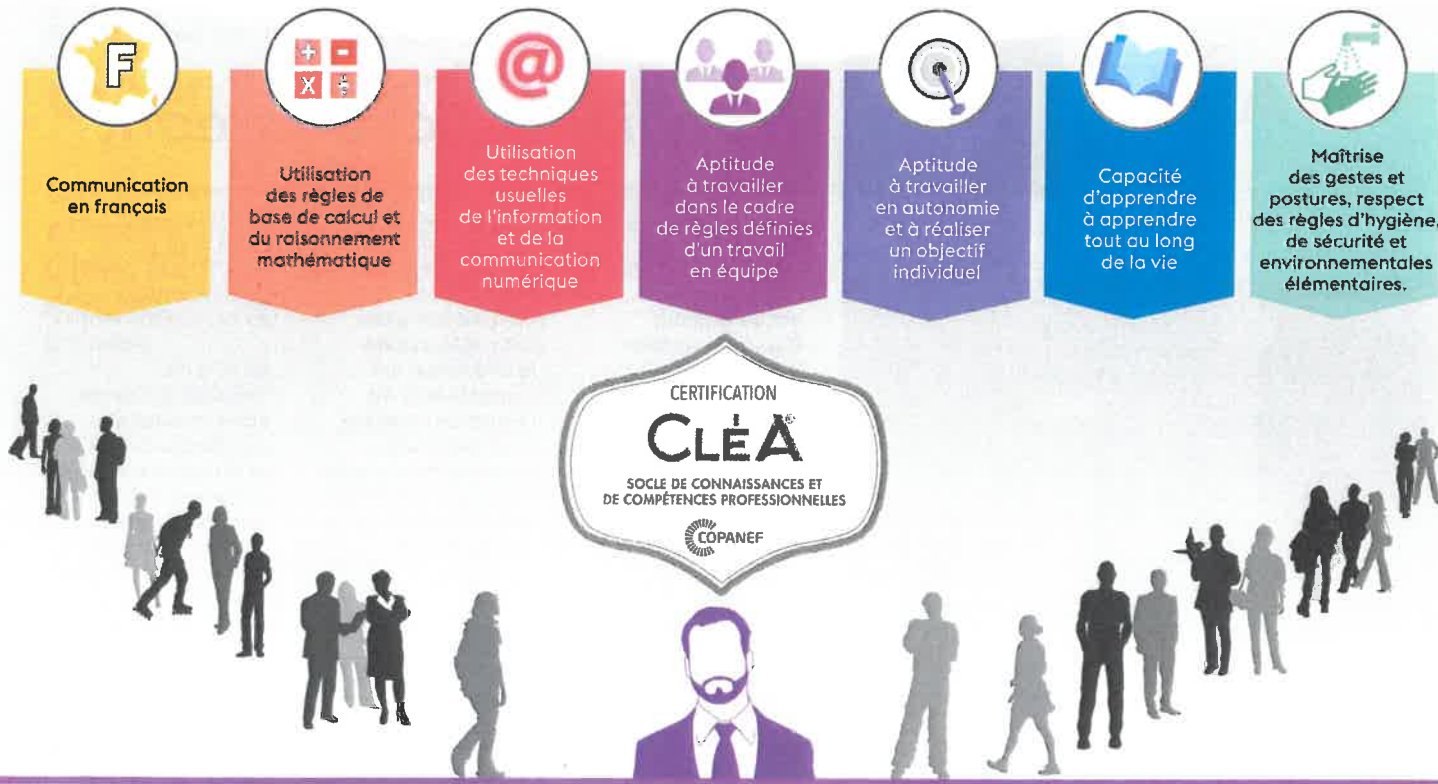 F
Communication
en français
+ -
x ÷
Utilisation
des règles de
base de calcul et
du raisonnement
mathématique
@
Utilisation
des techniques
usuelles
de l'information
et de la
communication
numérique
Aptitude
à travailler
dans le cadre
de règles définies
d'un travail
en équipe
Aptitude
à travailler
en autonomie
et à réaliser
un objectif
individuel
Capacité
d'apprendre
à apprendre
tout au long
de la vie
Maîtrise
des gestes et
postures, respect
des règles d'hygiène,
de sécurité et
environnementales
élémentaires.
CERTIFICATION
CLÉA®
SOCLE DE CONNAISSANCES ET
DE COMPÉTENCES PROFESSIONNELLES
COPANEF